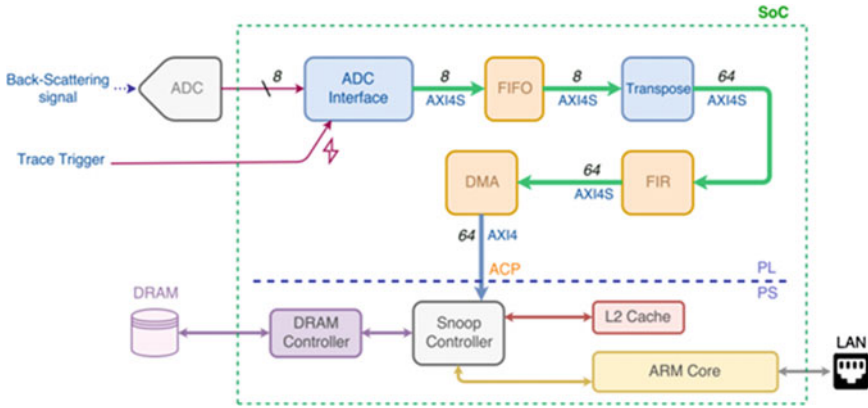 SoC
Back-Scattering
signal
ADC
8
ADC
Interface
8
AXI4S
FIFO
8
AXI4S
Transpose
64
AXI4S
Trace Trigger
DMA
64
AXI4S
FIR
64
AXI4
ACP
PL
PS
DRAM
DRAM
Controller
Snoop
Controller
L2 Cache
ARM Core
LAN